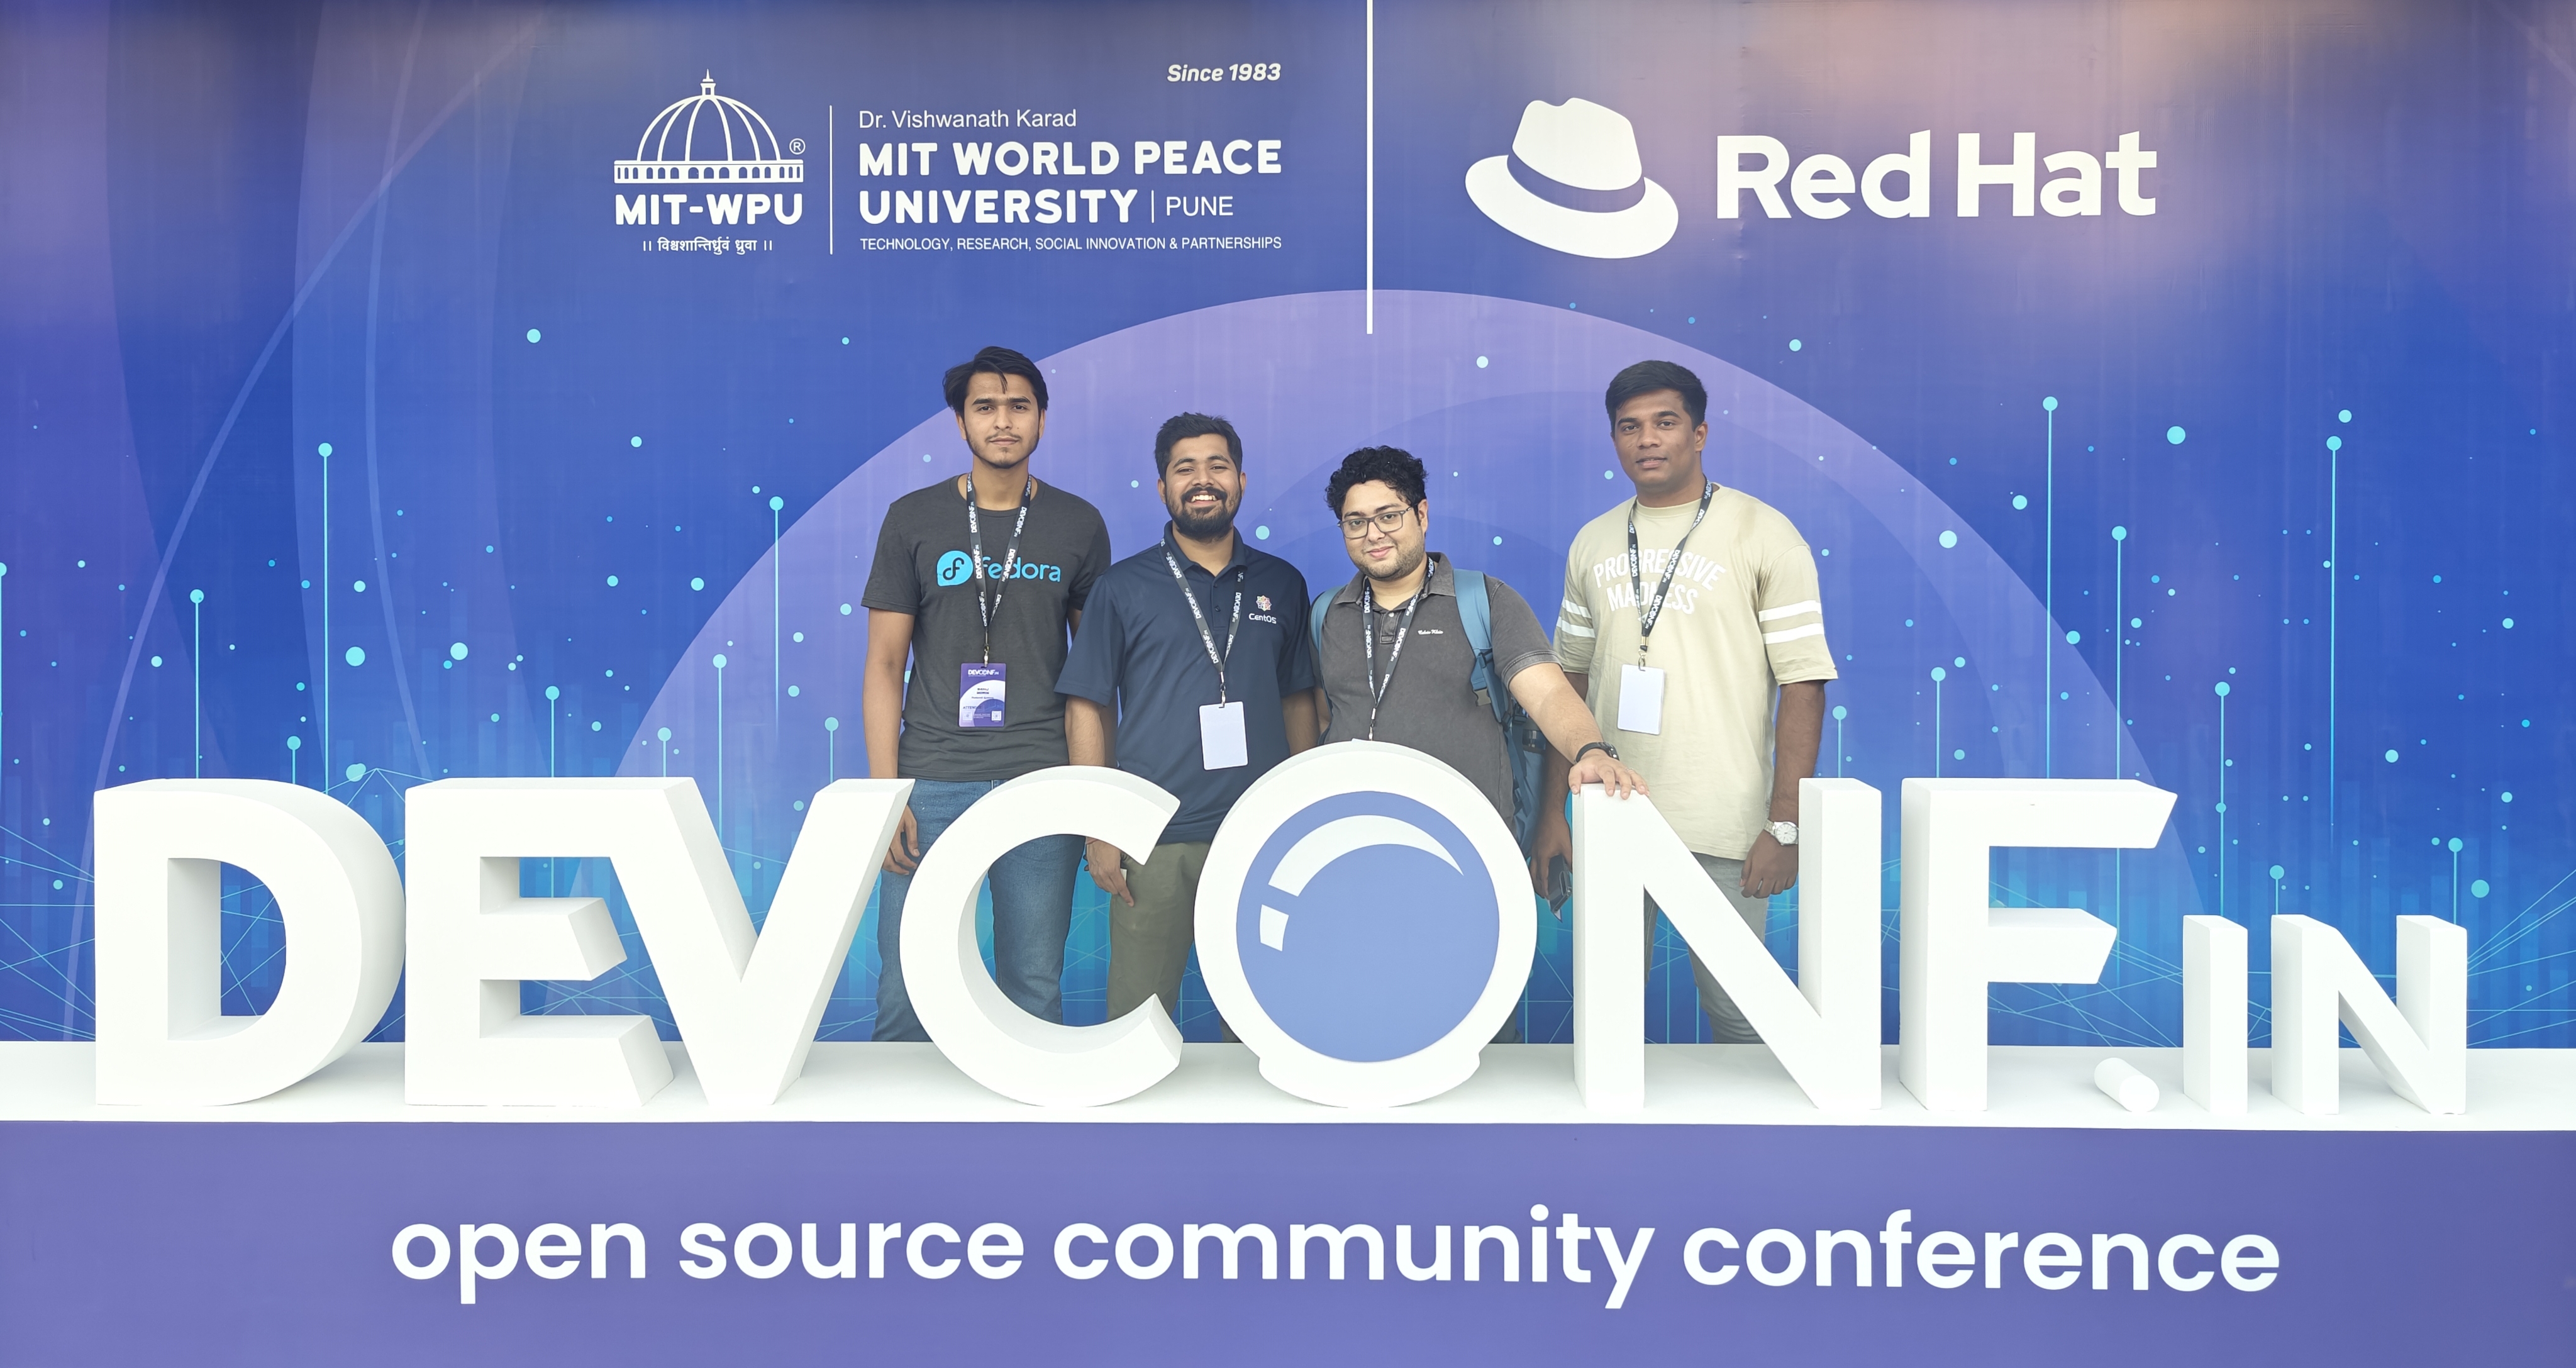 Since 1983
Dr. Vishwanath Karad
MIT WORLD PEACE
UNIVERSITY | PUNE
TECHNOLOGY, RESEARCH, SOCIAL INNOVATION & PARTNERSHIPS
®
MIT-WPU
।। विश्वशान्तिर्ध्रुवं ध्रुवा ।।
Red Hat
fedora
CentOS
PROGRESSIVE
MADNESS
DEVCONF
DEVCONF.IN
open source community conference